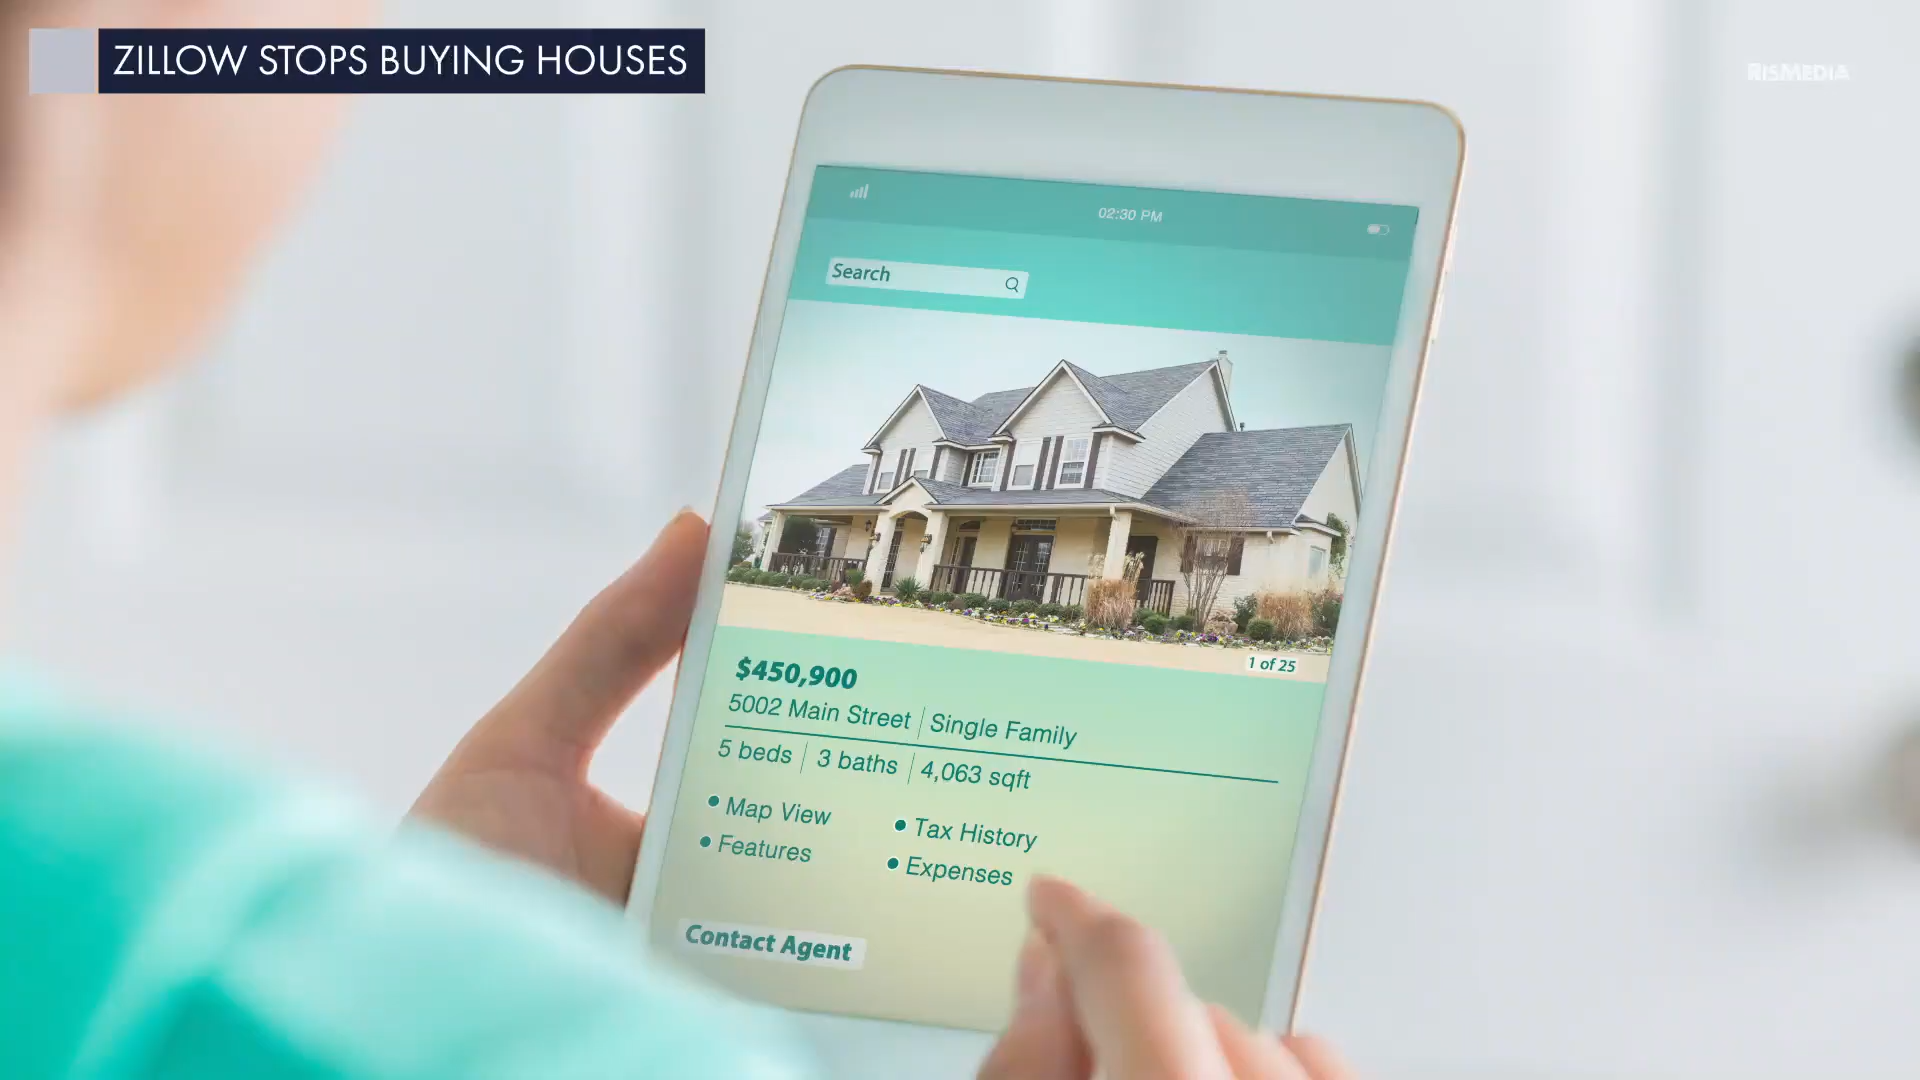 ZILLOW STOPS BUYING HOUSES
RISMEDIA
02:30 PM
Search
1 of 25
$450,900
5002 Main Street | Single Family
5 beds | 3 baths | 4,063 sqft
• Map View
• Tax History
• Features
• Expenses
Contact Agent